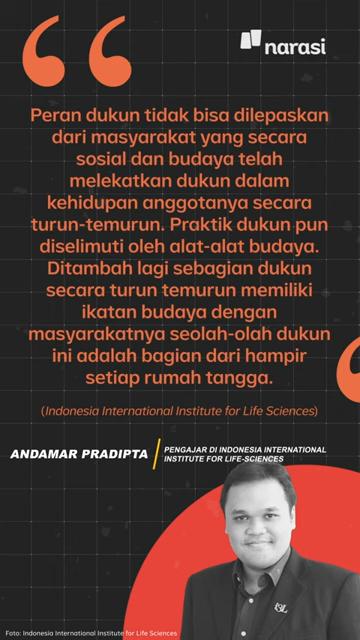 narasi
Peran dukun tidak bisa dilepaskan
dari masyarakat yang secara
sosial dan budaya telah
melekatkan dukun dalam
kehidupan anggotanya secara
turun-temurun. Praktik dukun pun
diselimuti oleh alat-alat budaya.
Ditambah lagi sebagian dukun
secara turun temurun memiliki
ikatan budaya dengan
masyarakatnya seolah-olah dukun
ini adalah bagian dari hampir
setiap rumah tangga.
(Indonesia International Institute for Life Sciences)
ANDAMAR PRADIPTA
PENGAJAR DI INDONESIA INTERNATIONAL
INSTITUTE FOR LIFE-SCIENCES
Foto: Indonesia International Institute for Life Sciences